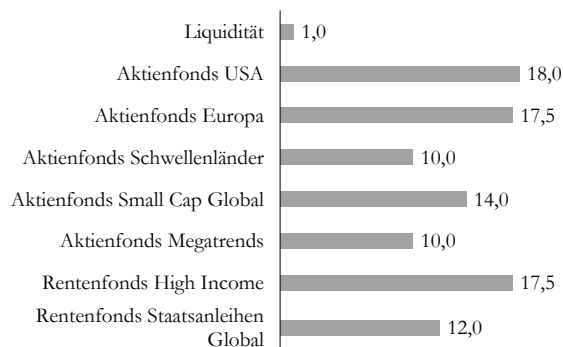 Liquidität 1,0
Aktienfonds USA 18,0
Aktienfonds Europa 17,5
Aktienfonds Schwellenländer 10,0
Aktienfonds Small Cap Global 14,0
Aktienfonds Megatrends 10,0
Rentenfonds High Income 17,5
Rentenfonds Staatsanleihen
Global 12,0